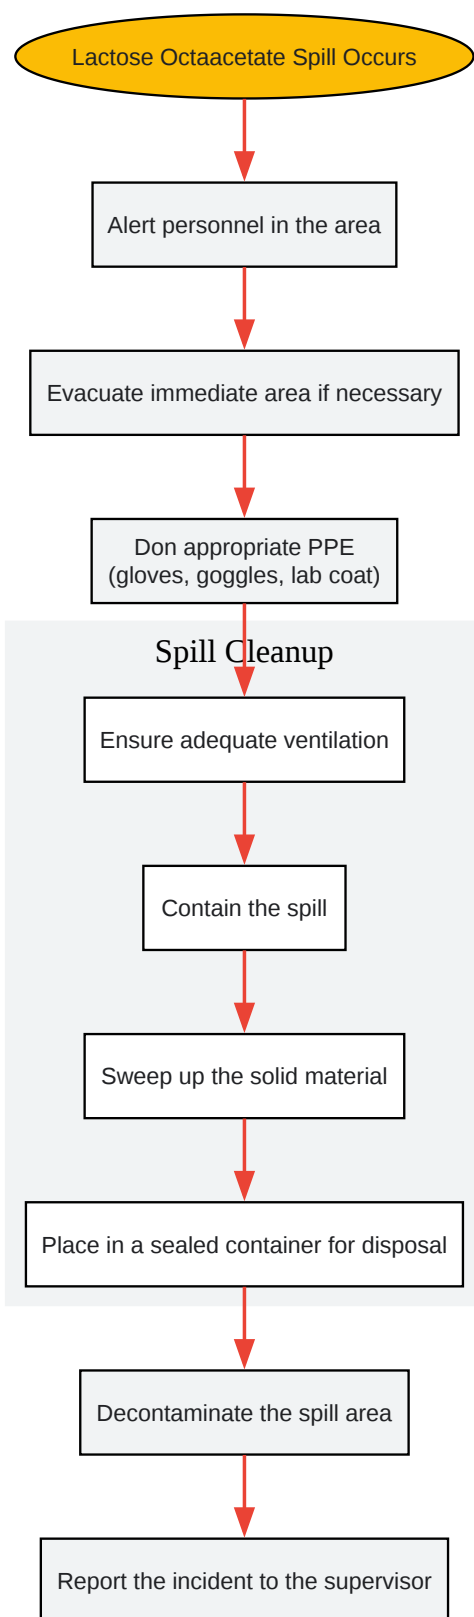 Lactose Octaacetate Spill Occurs
Alert personnel in the area
Evacuate immediate area if necessary
Don appropriate PPE
(gloves, goggles, lab coat)
Spill Cleanup
Ensure adequate ventilation
Contain the spill
Sweep up the solid material
Place in a sealed container for disposal
Decontaminate the spill area
Report the incident to the supervisor